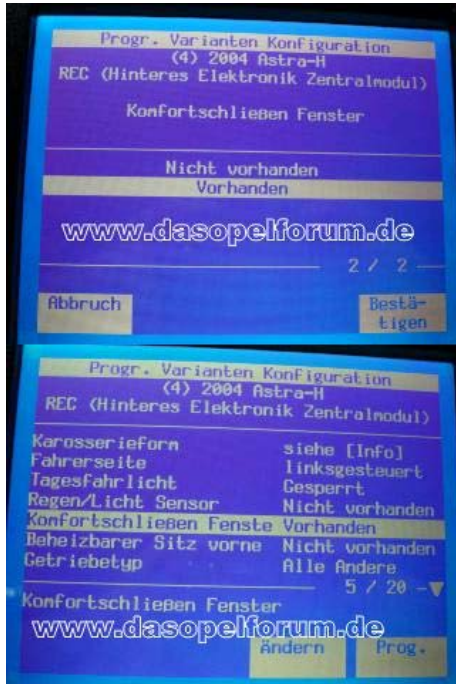 Progr. Varianten Konfiguration
(4) 2004 Astra-H
REC (Hinteres Elektronik Zentralmodul)
Komfortschließen Fenster
Nicht vorhanden
Vorhanden
www.dasopelforum.de
2 / 2
Abbruch
Bestä-
tigen
Progr. Varianten Konfiguration
(4) 2004 Astra-H
REC (Hinteres Elektronik Zentralmodul)
Karosserieform siehe [Info]
Fahrerseite linksgesteuert
Tagesfahrlicht Gesperrt
Regen/Licht Sensor Nicht vorhanden
Komfortschließen Fenste Vorhanden
Beheizbarer Sitz vorne Nicht vorhanden
Getriebetyp Alle Andere
5 / 20
Komfortschließen Fenster
www.dasopelforum.de
Ändern
Prog.